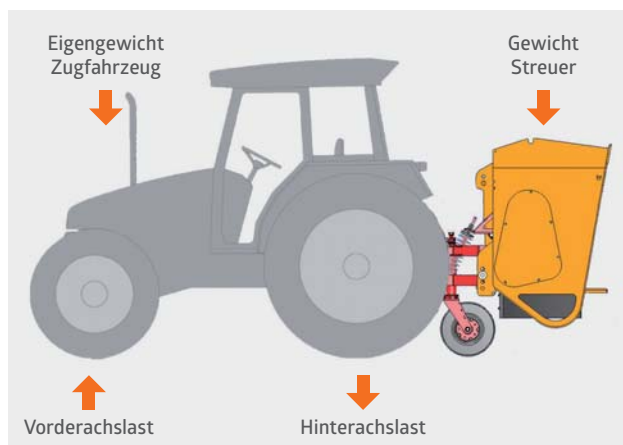 Eigengewicht
Zugfahrzeug
Gewicht
Streuer
Vorderachslast
Hinterachslast